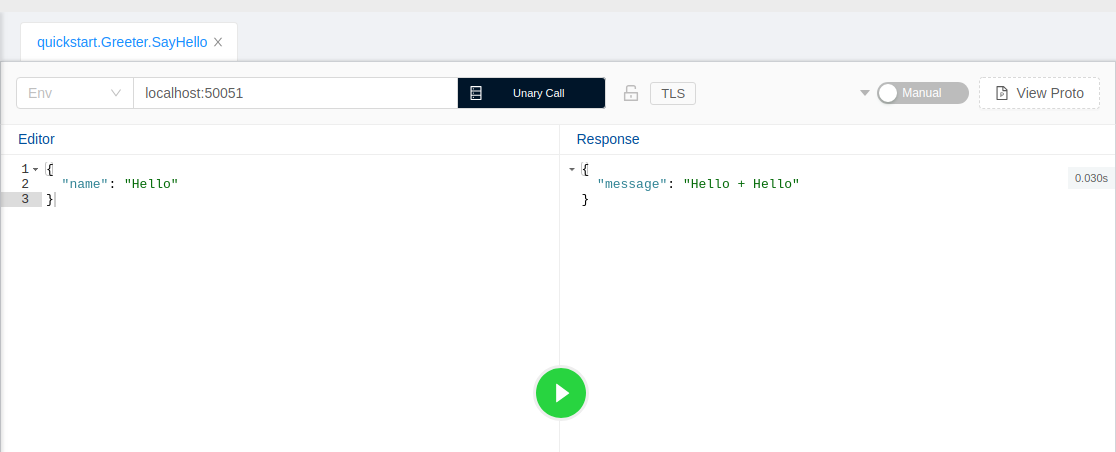 quickstart.Greeter.SayHello
Env localhost:50051 Unary Call TLS Manual View Proto
Editor
1 {
2 "name": "Hello"
3 }
Response
{
"message": "Hello + Hello"
}
0.030s